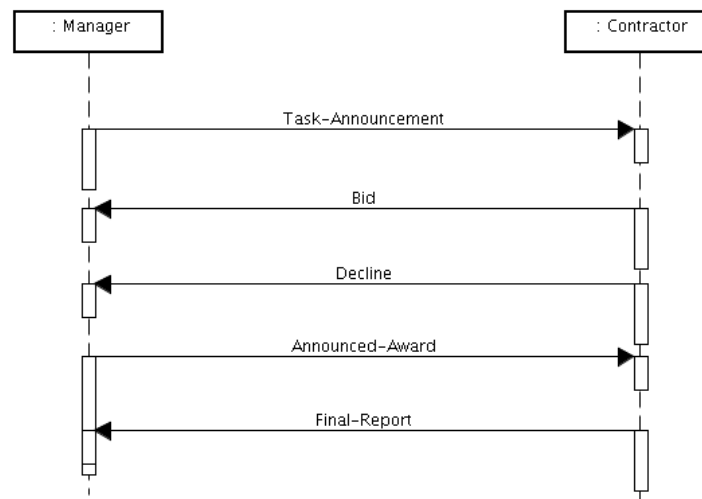 : Manager
: Contractor
Task-Announcement
Bid
Decline
Announced-Award
Final-Report